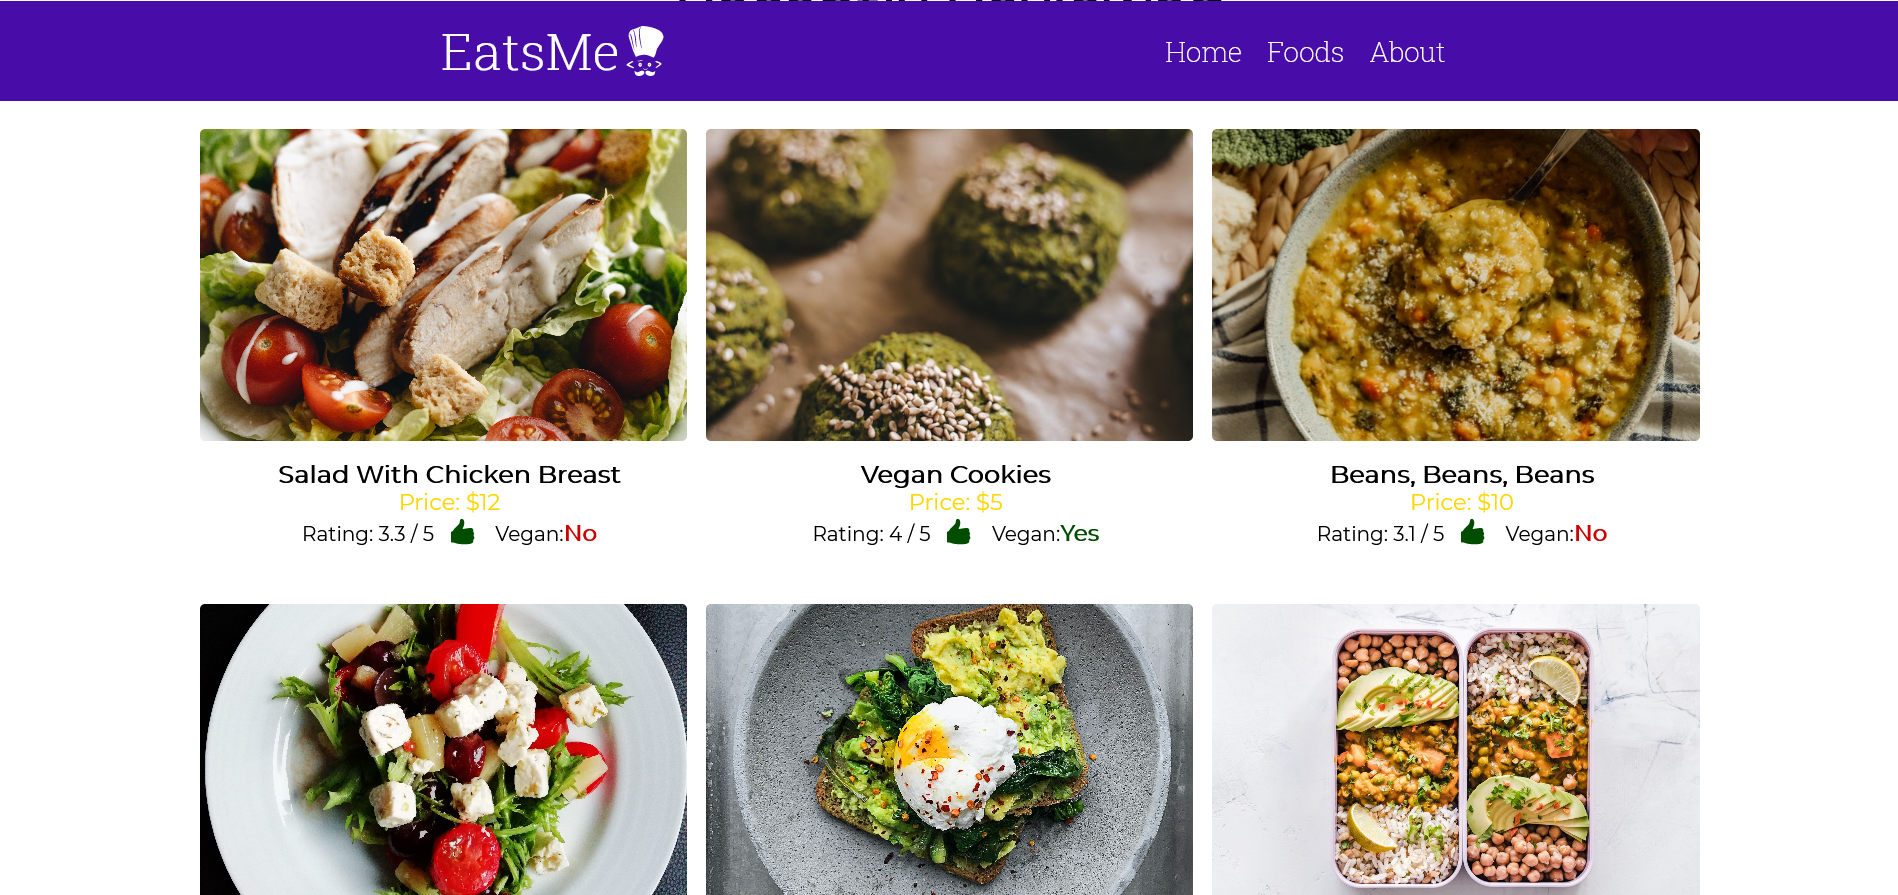 EatsMe
Home Foods About
Salad With Chicken Breast
Price: $12
Rating: 3.3 / 5 Vegan:No
Vegan Cookies
Price: $5
Rating: 4 / 5 Vegan:Yes
Beans, Beans, Beans
Price: $10
Rating: 3.1 / 5 Vegan:No